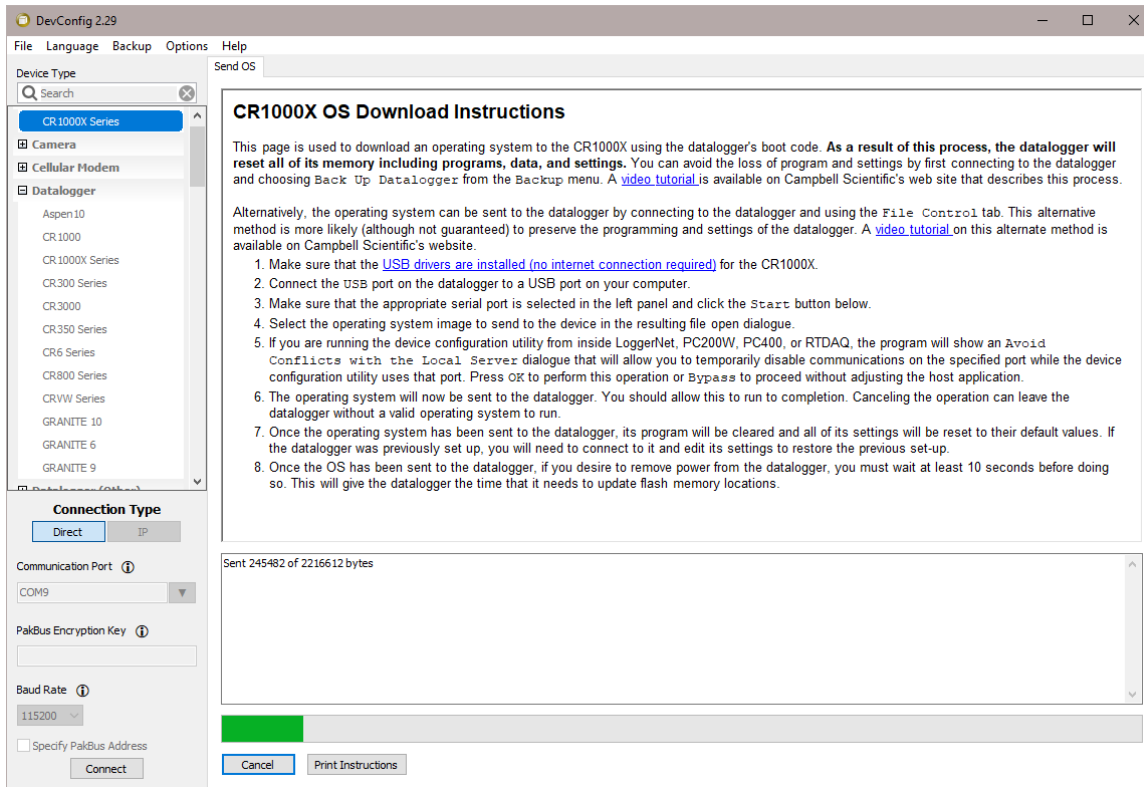 DevConfig 2.29
File Language Backup Options Help
Device Type
Search
CR1000X Series
Camera
Cellular Modem
Datalogger
Aspen10
CR1000
CR1000X Series
CR300 Series
CR3000
CR350 Series
CR6 Series
CR800 Series
CRVW Series
GRANITE 10
GRANITE 6
GRANITE 9
Datalogger (Other)
Connection Type
Direct IP
Communication Port
COM9
PakBus Encryption Key
Baud Rate
115200
Specify PakBus Address
Connect
Send OS
CR1000X OS Download Instructions
This page is used to download an operating system to the CR1000X using the datalogger's boot code. As a result of this process, the datalogger will
reset all of its memory including programs, data, and settings. You can avoid the loss of program and settings by first connecting to the datalogger
and choosing Back Up Datalogger from the Backup menu. A video tutorial is available on Campbell Scientific's web site that describes this process.
Alternatively, the operating system can be sent to the datalogger by connecting to the datalogger and using the File Control tab. This alternative
method is more likely (although not guaranteed) to preserve the programming and settings of the datalogger. A video tutorial on this alternate method is
available on Campbell Scientific's website.
1. Make sure that the USB drivers are installed (no internet connection required) for the CR1000X.
2. Connect the USB port on the datalogger to a USB port on your computer.
3. Make sure that the appropriate serial port is selected in the left panel and click the Start button below.
4. Select the operating system image to send to the device in the resulting file open dialogue.
5. If you are running the device configuration utility from inside LoggerNet, PC200W, PC400, or RTDAQ, the program will show an Avoid
Conflicts with the Local Server dialogue that will allow you to temporarily disable communications on the specified port while the device
configuration utility uses that port. Press OK to perform this operation or Bypass to proceed without adjusting the host application.
6. The operating system will now be sent to the datalogger. You should allow this to run to completion. Canceling the operation can leave the
datalogger without a valid operating system to run.
7. Once the operating system has been sent to the datalogger, its program will be cleared and all of its settings will be reset to their default values. If
the datalogger was previously set up, you will need to connect to it and edit its settings to restore the previous set-up.
8. Once the OS has been sent to the datalogger, if you desire to remove power from the datalogger, you must wait at least 10 seconds before doing
so. This will give the datalogger the time that it needs to update flash memory locations.
Sent 245482 of 2216612 bytes
Cancel Print Instructions